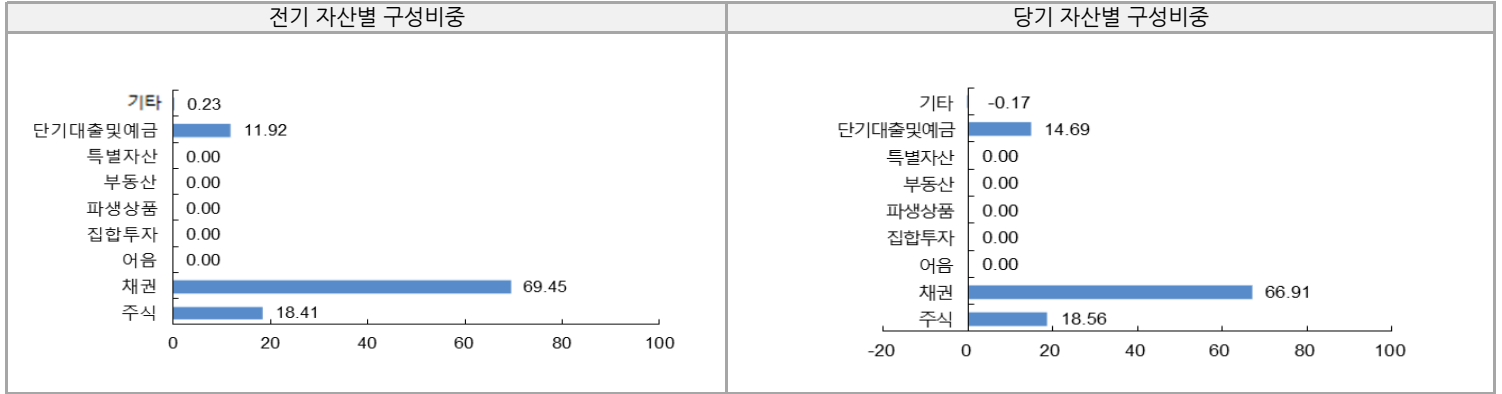 전기 자산별 구성비중
기타 0.23
단기대출및예금 11.92
특별자산 0.00
부동산 0.00
파생상품 0.00
집합투자 0.00
어음 0.00
채권 69.45
주식 18.41
0 20 40 60 80 100
당기 자산별 구성비중
기타 -0.17
단기대출및예금 14.69
특별자산 0.00
부동산 0.00
파생상품 0.00
집합투자 0.00
어음 0.00
채권 66.91
주식 18.56
-20 0 20 40 60 80 100